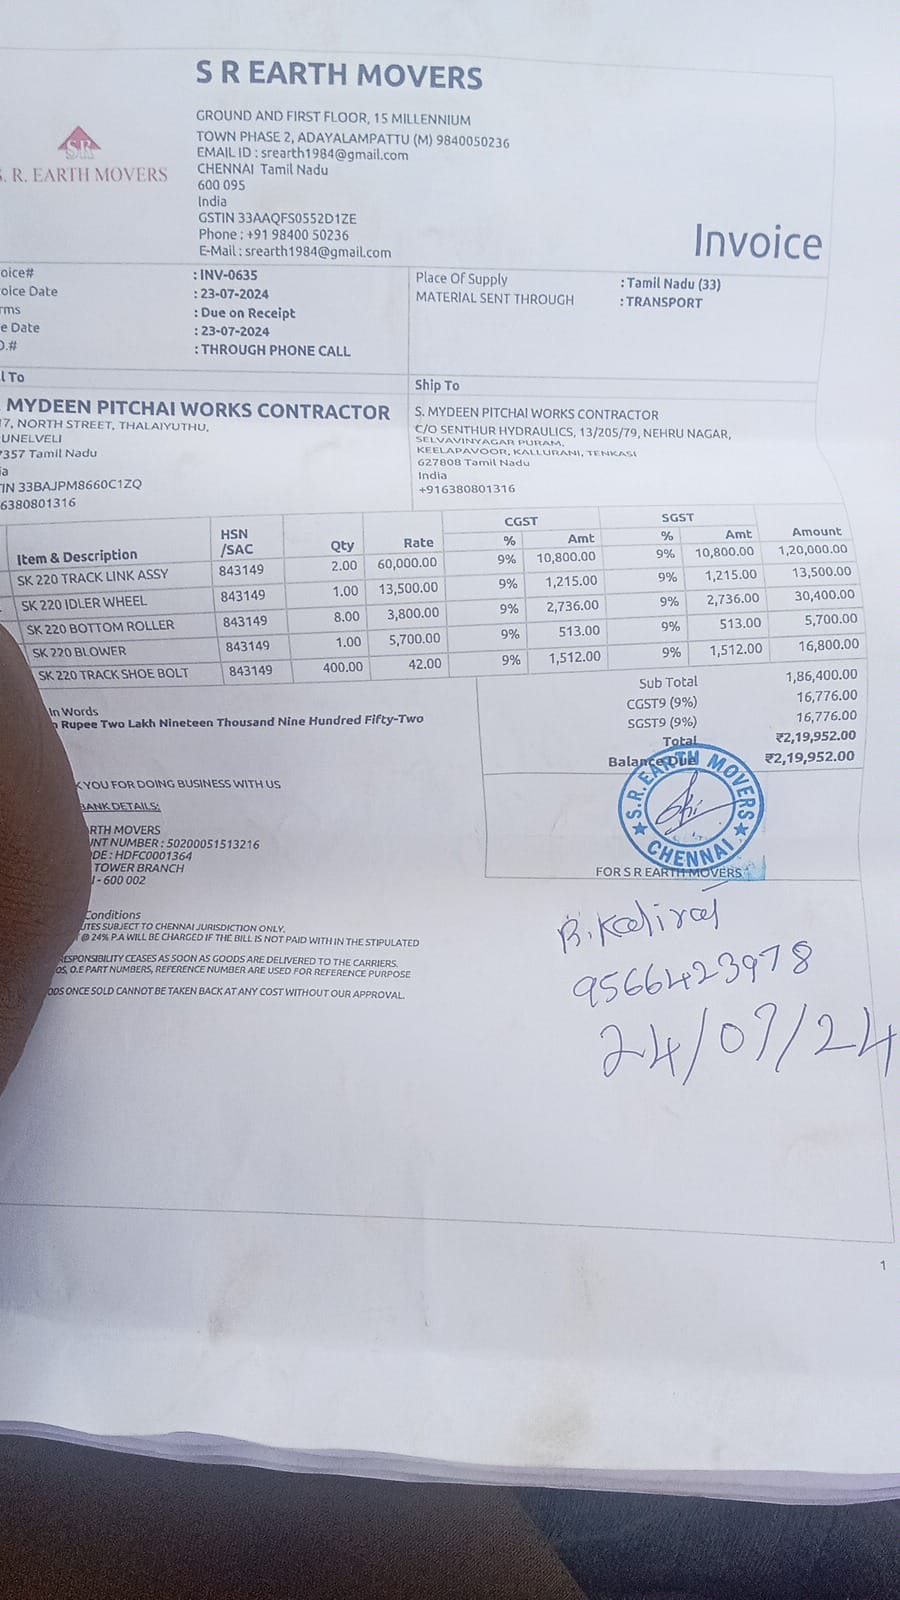 S R EARTH MOVERS
GROUND AND FIRST FLOOR, 15 MILLENNIUM
TOWN PHASE 2, ADAYALAMPATTU (M) 9840050236
EMAIL ID : srearth1984@gmail.com
CHENNAI Tamil Nadu
600 095
India
GSTIN 33AAQFS0552D1ZE
Phone : +91 98400 50236
E-Mail : srearth1984@gmail.com
SR
S. R. EARTH MOVERS
Invoice
oice# : INV-0635
oice Date : 23-07-2024
rms : Due on Receipt
e Date : 23-07-2024
O.# : THROUGH PHONE CALL
Place Of Supply : Tamil Nadu (33)
MATERIAL SENT THROUGH : TRANSPORT
l To
MYDEEN PITCHAI WORKS CONTRACTOR
17, NORTH STREET, THALAIYUTHU,
UNELVELI
7357 Tamil Nadu
ia
TIN 33BAJPM8660C1ZQ
6380801316
Ship To
S. MYDEEN PITCHAI WORKS CONTRACTOR
C/O SENTHUR HYDRAULICS, 13/205/79, NEHRU NAGAR,
SELVAVINYAGAR PURAM,
KEELAPAVOOR, KALLURANI, TENKASI
627808 Tamil Nadu
India
+916380801316
Item & Description HSN /SAC Qty Rate CGST % Amt SGST % Amt Amount
SK 220 TRACK LINK ASSY 843149 2.00 60,000.00 9% 10,800.00 9% 10,800.00 1,20,000.00
SK 220 IDLER WHEEL 843149 1.00 13,500.00 9% 1,215.00 9% 1,215.00 13,500.00
SK 220 BOTTOM ROLLER 843149 8.00 3,800.00 9% 2,736.00 9% 2,736.00 30,400.00
SK 220 BLOWER 843149 1.00 5,700.00 9% 513.00 9% 513.00 5,700.00
SK 220 TRACK SHOE BOLT 843149 400.00 42.00 9% 1,512.00 9% 1,512.00 16,800.00
Sub Total 1,86,400.00
CGST9 (9%) 16,776.00
SGST9 (9%) 16,776.00
Total ₹2,19,952.00
Balance Due ₹2,19,952.00
In Words
Rupee Two Lakh Nineteen Thousand Nine Hundred Fifty-Two
K YOU FOR DOING BUSINESS WITH US
BANK DETAILS:
RTH MOVERS
UNT NUMBER : 50200051513216
DE : HDFC0001364
TOWER BRANCH
I - 600 002
S.R.EARTH MOVERS
CHENNAI
FOR S R EARTH MOVERS
Conditions
UTES SUBJECT TO CHENNAI JURISDICTION ONLY.
@ 24% P.A WILL BE CHARGED IF THE BILL IS NOT PAID WITH IN THE STIPULATED
ESPONSIBILITY CEASES AS SOON AS GOODS ARE DELIVERED TO THE CARRIERS.
OS, O.E PART NUMBERS, REFERENCE NUMBER ARE USED FOR REFERENCE PURPOSE
ODS ONCE SOLD CANNOT BE TAKEN BACK AT ANY COST WITHOUT OUR APPROVAL.
B. Kaliraj
9566423978
24/07/24
1